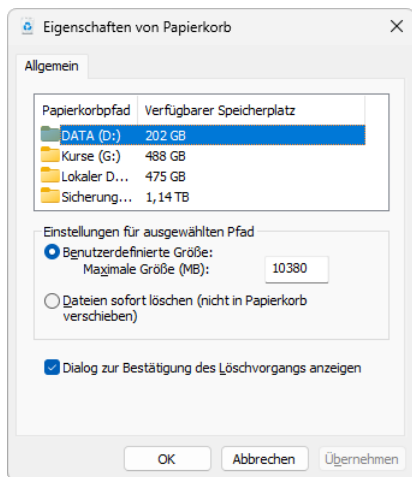 Eigenschaften von Papierkorb
Allgemein
Papierkorbpfad Verfügbarer Speicherplatz
DATA (D:) 202 GB
Kurse (G:) 488 GB
Lokaler D... 475 GB
Sicherung... 1,14 TB
Einstellungen für ausgewählten Pfad
Benutzerdefinierte Größe:
Maximale Größe (MB): 10380
Dateien sofort löschen (nicht in Papierkorb
verschieben)
Dialog zur Bestätigung des Löschvorgangs anzeigen
OK Abbrechen Übernehmen